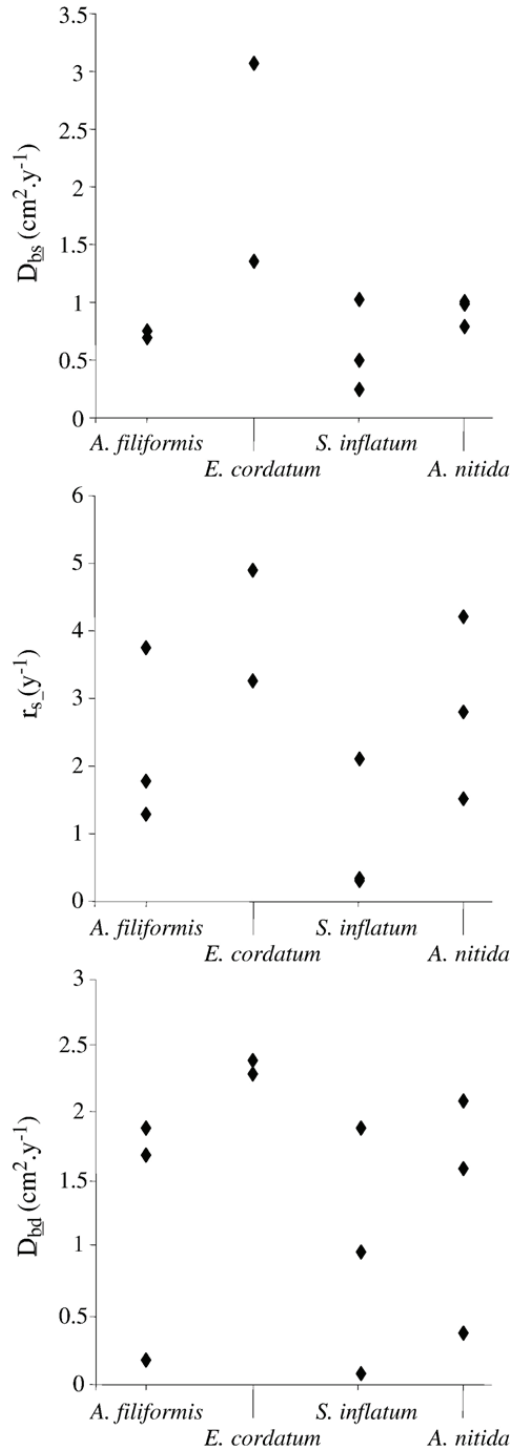 3.5
3
2.5
2
1.5
1
0.5
0
D_bs (cm².y⁻¹)
A. filiformis S. inflatum
E. cordatum A. nitida
6
5
4
3
2
1
0
r_s (y⁻¹)
A. filiformis S. inflatum
E. cordatum A. nitida
3
2.5
2
1.5
1
0.5
0
D_bd (cm².y⁻¹)
A. filiformis S. inflatum
E. cordatum A. nitida